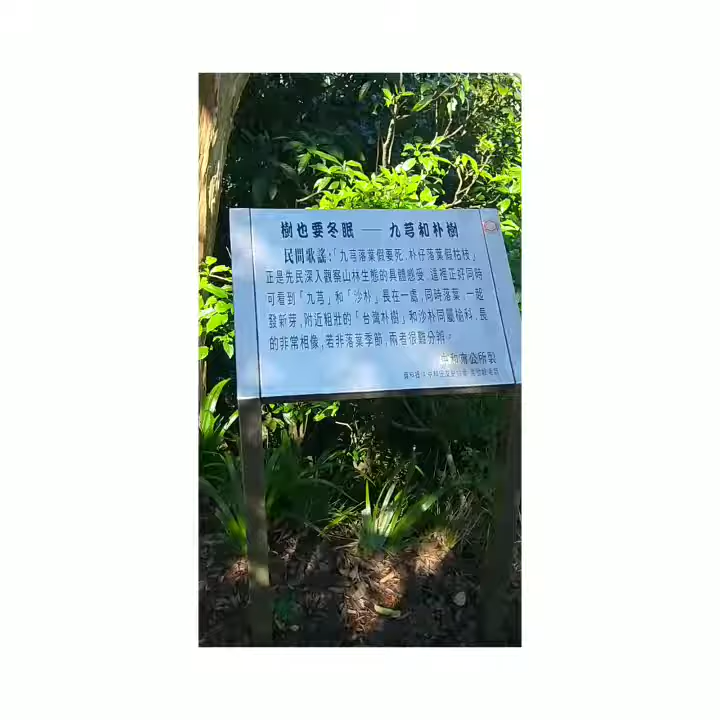 樹也要冬眠 —— 九芎和朴樹
民間歌謠:「九芎落葉假要死, 朴仔落葉假枯枝」
正是先民深入觀察山林生態的具體感受, 這裡正好同時
可看到「九芎」和「沙朴」長在一處, 同時落葉, 一起
發新芽, 附近粗壯的「台灣朴樹」和沙朴同屬榆科, 長
的非常相像, 若非落葉季節, 兩者很難分辨。
中和市公所製